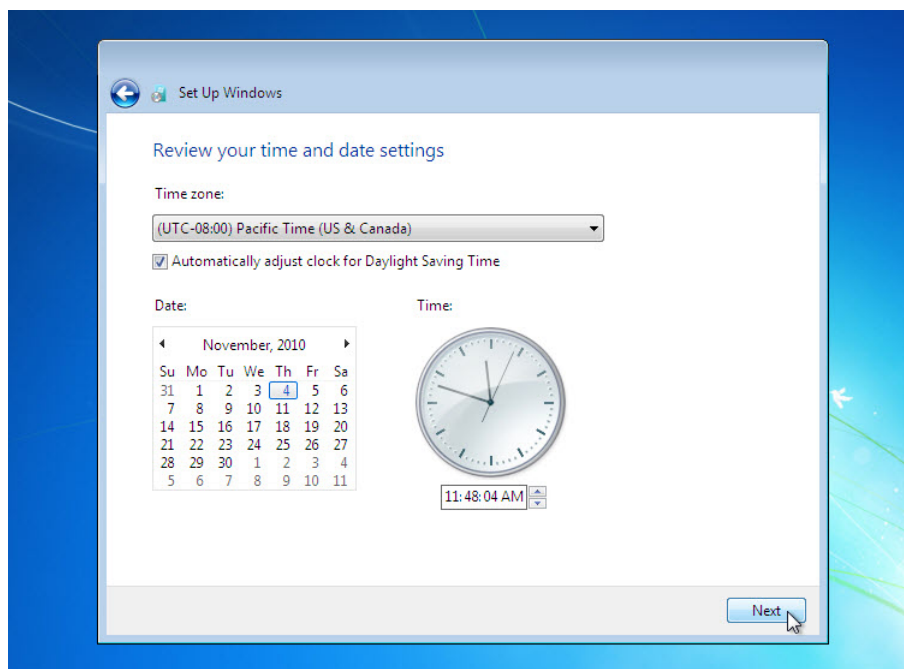 Set Up Windows
Review your time and date settings
Time zone:
(UTC-08:00) Pacific Time (US & Canada)
Automatically adjust clock for Daylight Saving Time
Date:
November, 2010
Su Mo Tu We Th Fr Sa
31 1 2 3 4 5 6
7 8 9 10 11 12 13
14 15 16 17 18 19 20
21 22 23 24 25 26 27
28 29 30 1 2 3 4
5 6 7 8 9 10 11
Time:
11:48:04 AM
Next